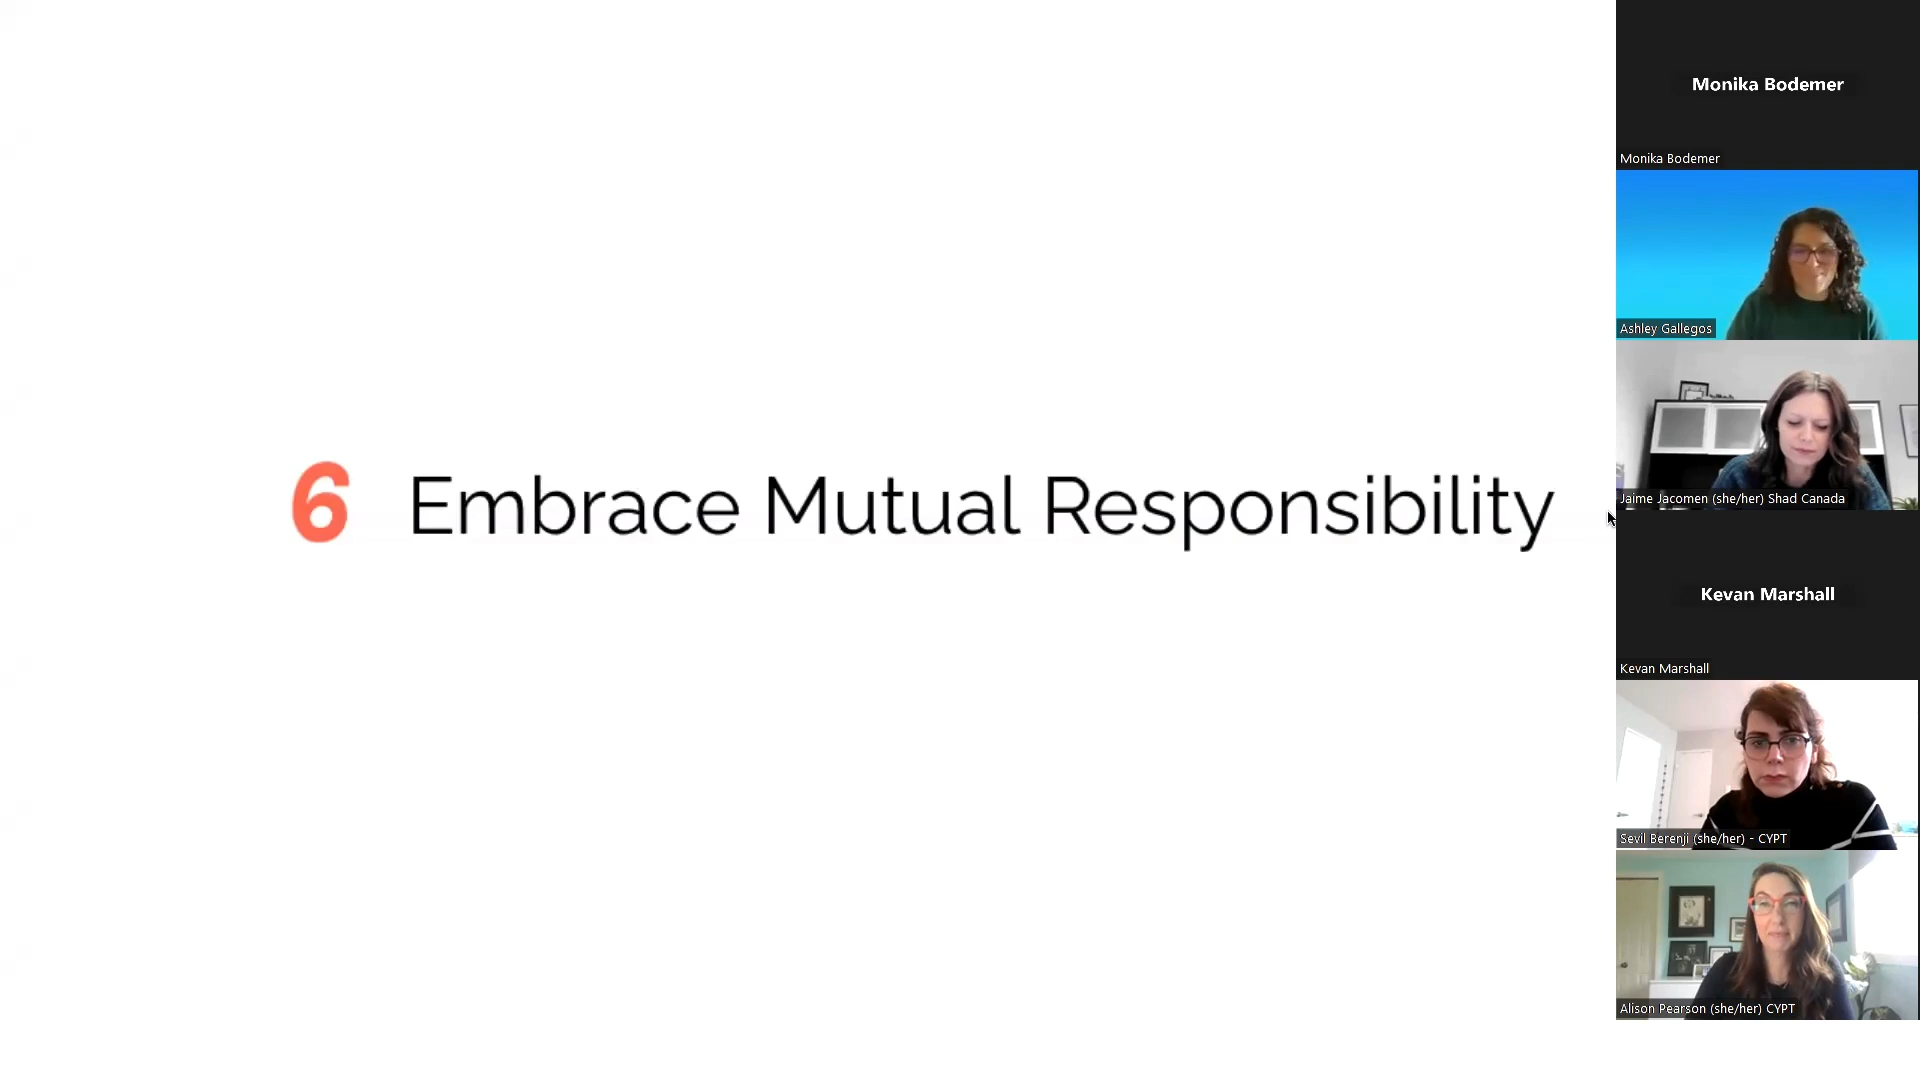 6 Embrace Mutual Responsibility
Monika Bodemer
Monika Bodemer
Ashley Gallegos
Jaime Jacomen (she/her) Shad Canada
Kevan Marshall
Kevan Marshall
Sevil Berenji (she/her) - CYPT
Alison Pearson (she/her) CYPT